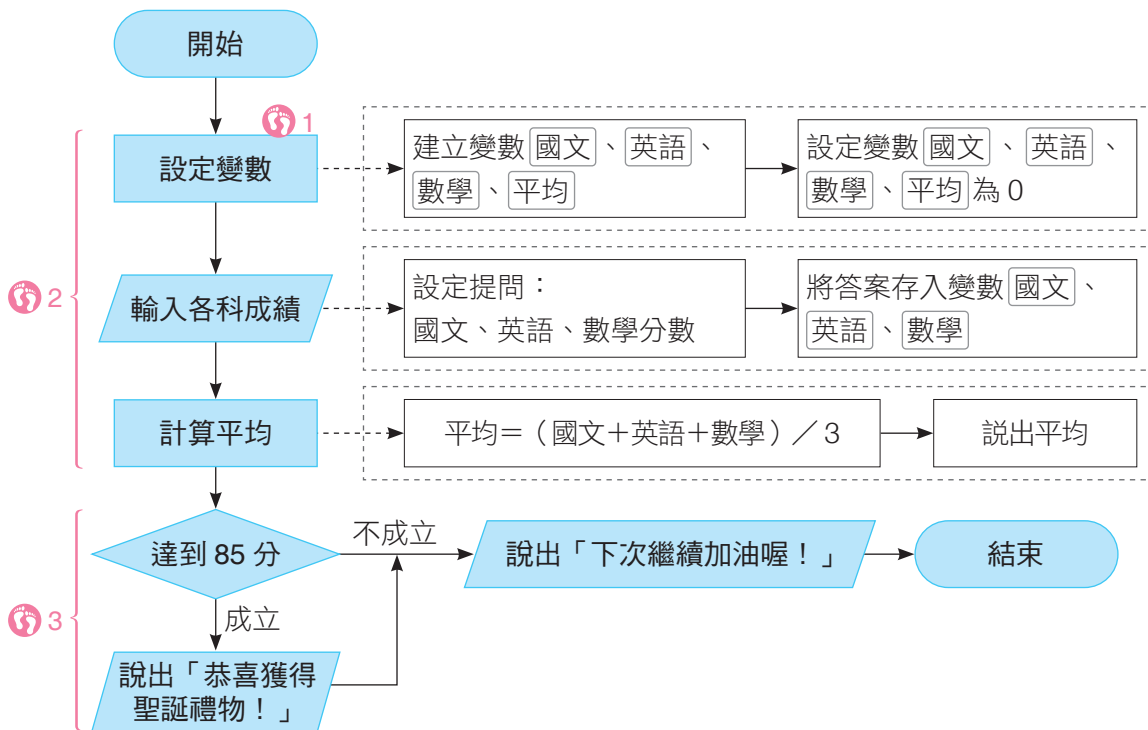 開始
1
設定變數
建立變數 國文、英語、
數學、平均
設定變數 國文、英語、
數學、平均 為 0
2
輸入各科成績
設定提問：
國文、英語、數學分數
將答案存入變數 國文、
英語、數學
計算平均
平均＝（國文＋英語＋數學）／3
説出平均
3
達到 85 分
不成立
說出「下次繼續加油喔！」
結束
成立
說出「恭喜獲得
聖誕禮物！」